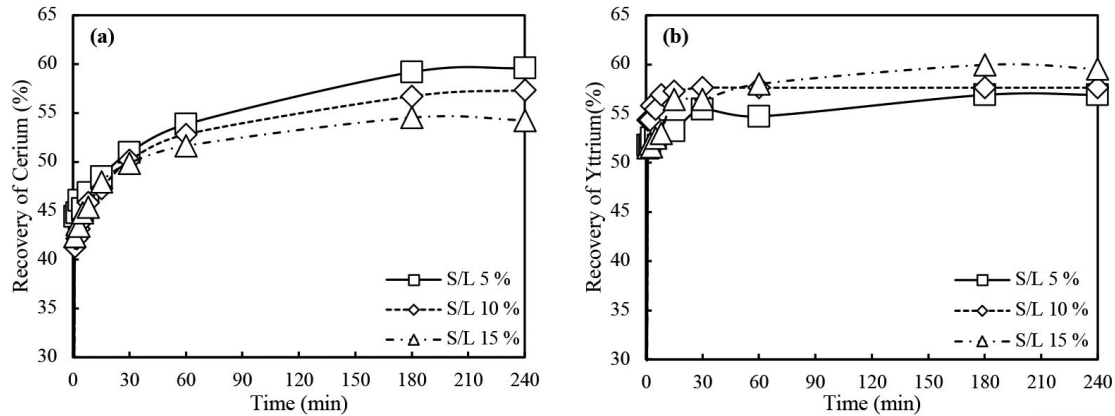 (a)
Recovery of Cerium (%)
65
60
55
50
45
40
35
30
S/L 5 %
S/L 10 %
S/L 15 %
0 30 60 90 120 150 180 210 240
Time (min)
(b)
Recovery of Yttrium(%)
65
60
55
50
45
40
35
30
S/L 5 %
S/L 10 %
S/L 15 %
0 30 60 90 120 150 180 210 240
Time (min)